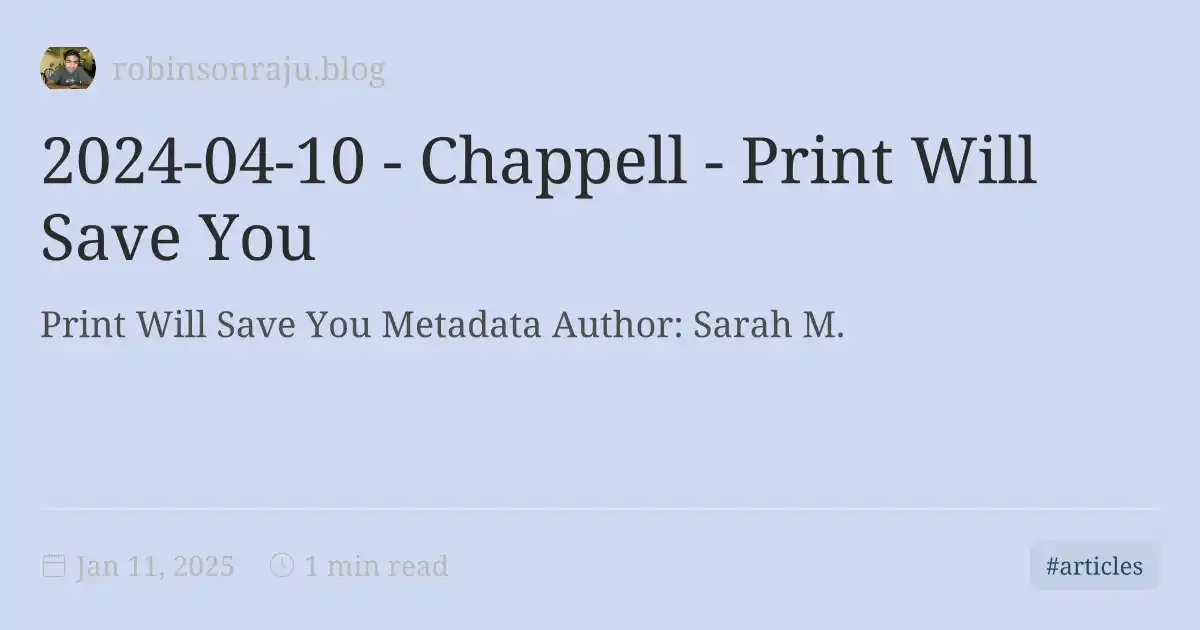 robinsonraju.blog
2024-04-10 - Chappell - Print Will
Save You
Print Will Save You Metadata Author: Sarah M.
Jan 11, 2025 1 min read
#articles